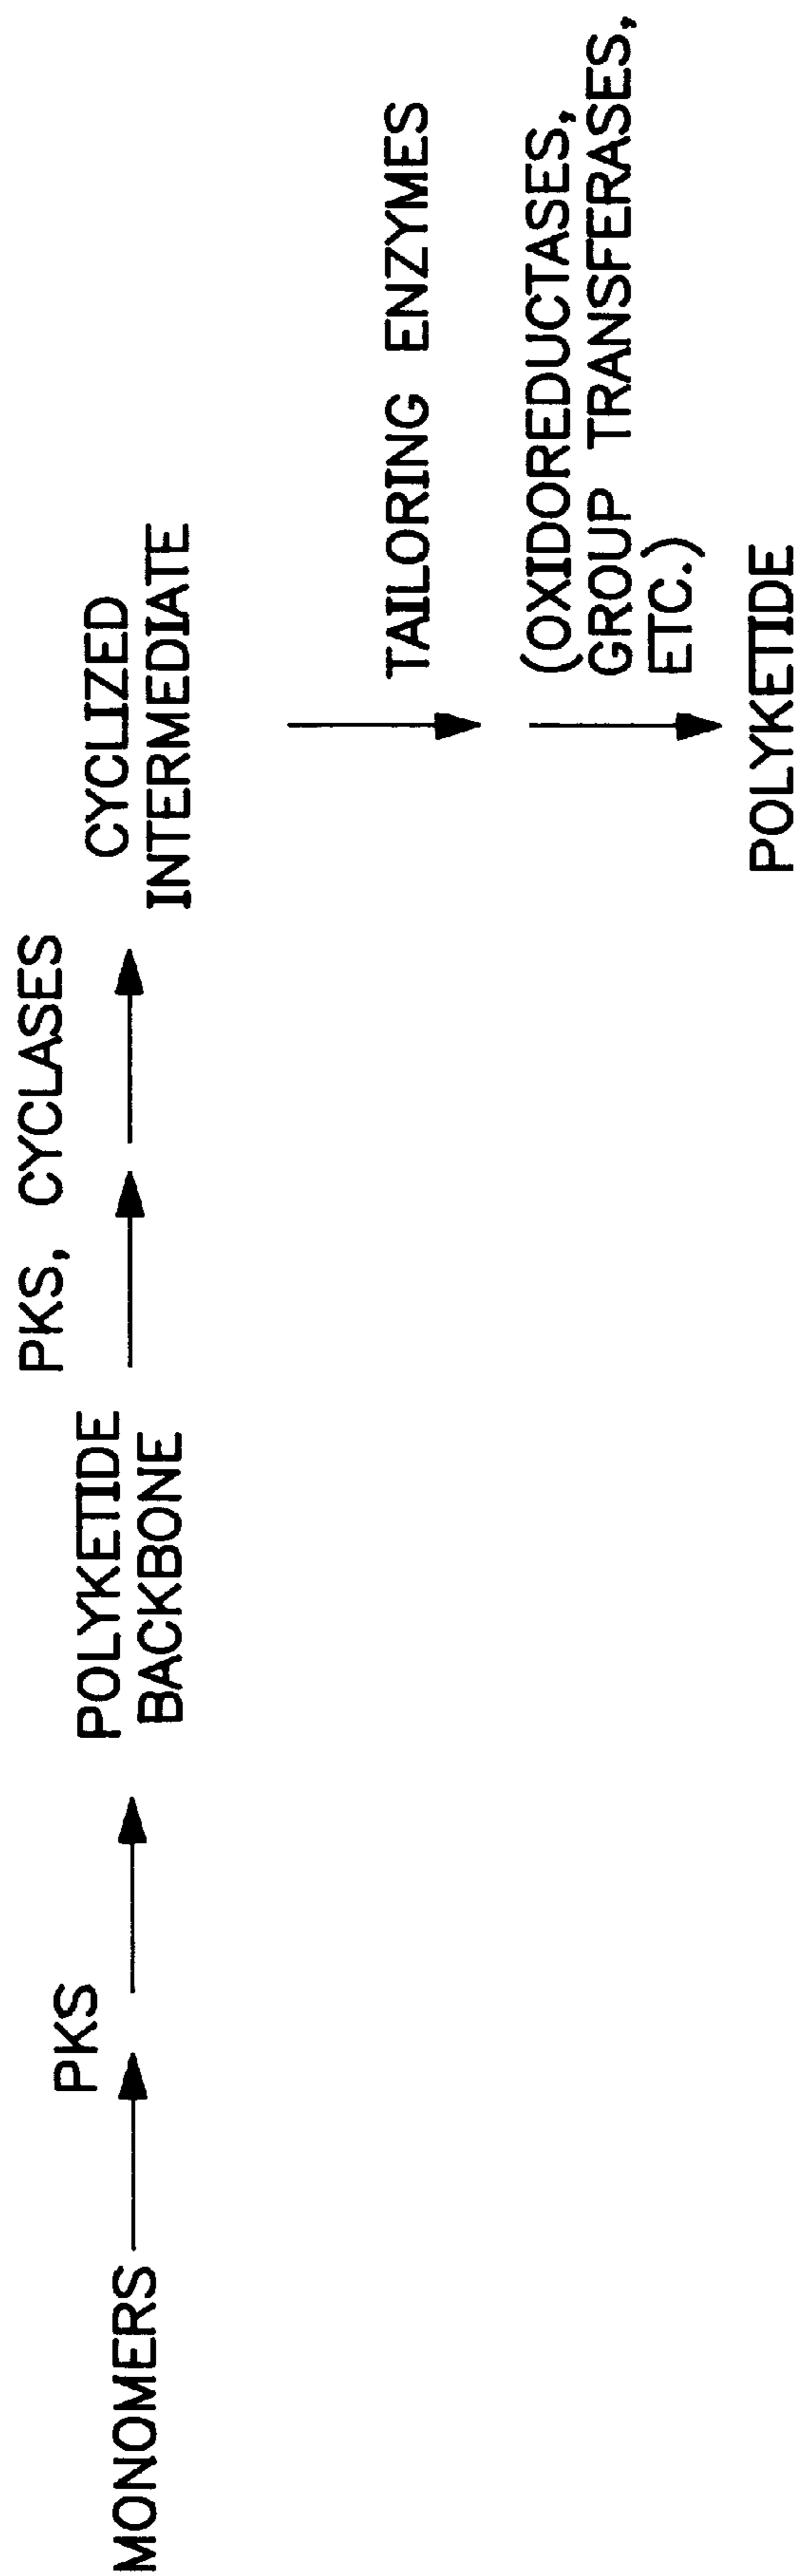 MONOMERS
PKS
POLYKETIDE
BACKBONE
PKS, CYCLASES
CYCLIZED
INTERMEDIATE
TAILORING ENZYMES
(OXIDOREDUCTASES,
GROUP TRANSFERASES,
ETC.)
POLYKETIDE